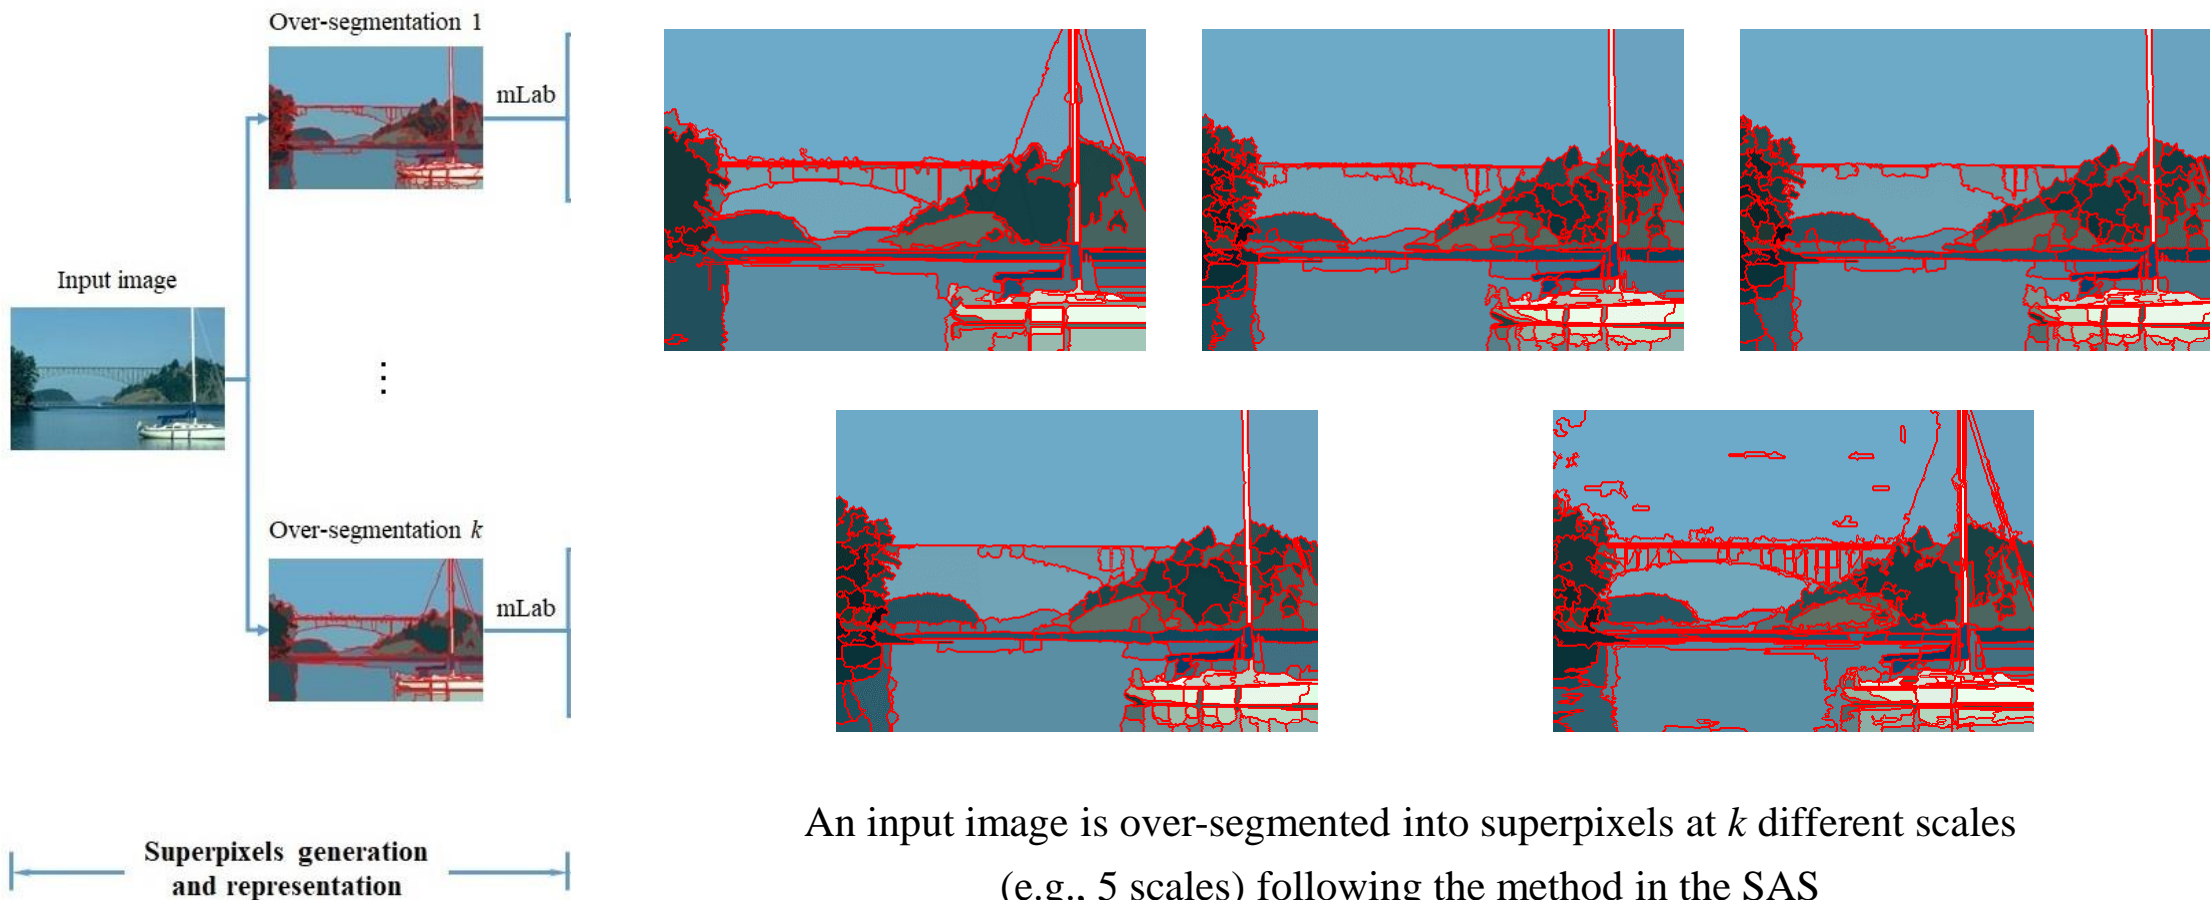 Over-segmentation 1
mLab
Input image
⋮
Over-segmentation k
mLab
Superpixels generation
and representation
An input image is over-segmented into superpixels at k different scales
(e.g., 5 scales) following the method in the SAS